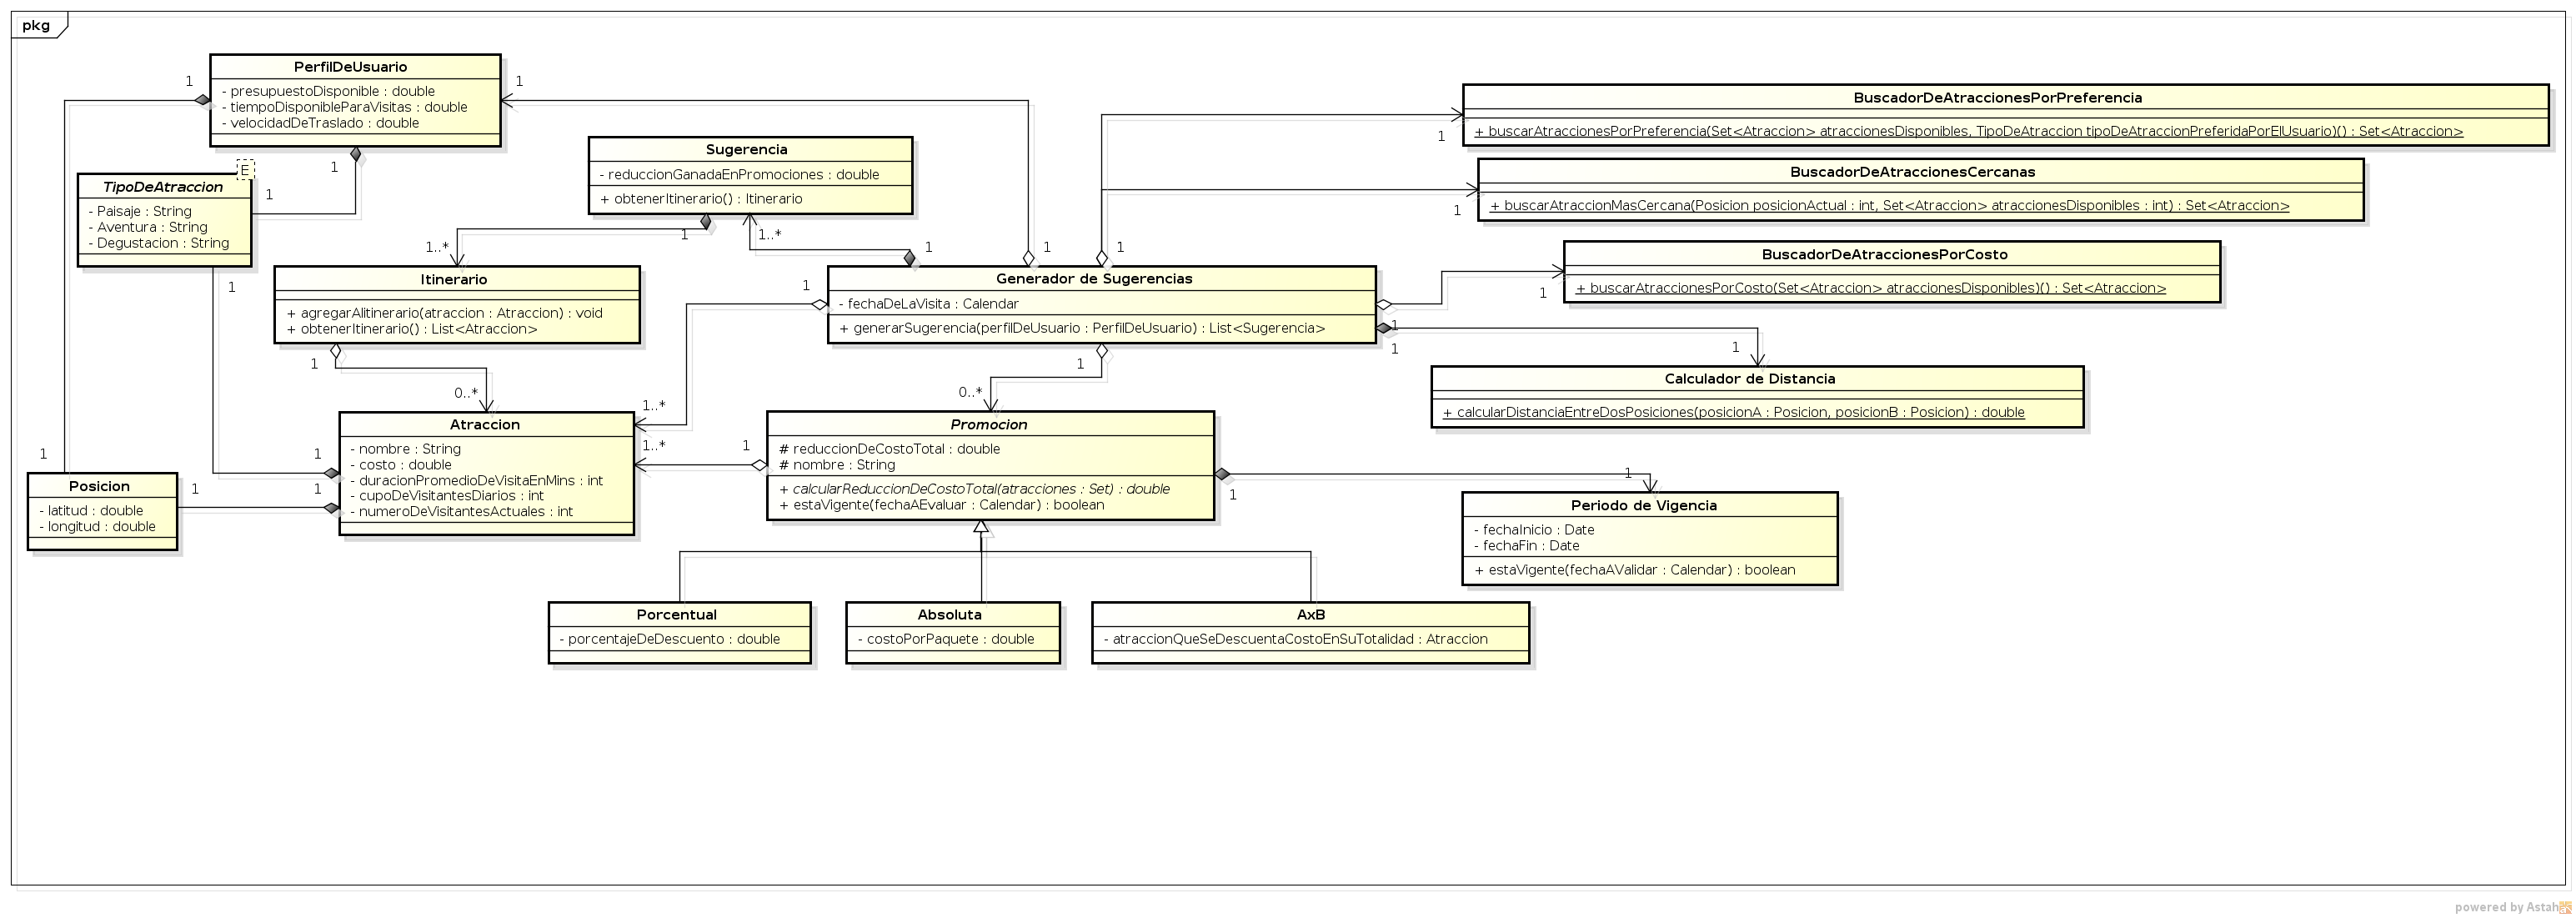 pkg
PerfilDeUsuario
- presupuestoDisponible : double
- tiempoDisponibleParaVisitas : double
- velocidadDeTraslado : double
1
1
1
1
E
TipoDeAtraccion
- Paisaje : String
- Aventura : String
- Degustacion : String
1
Sugerencia
- reduccionGanadaEnPromociones : double
+ obtenerItinerario() : Itinerario
1
1..*
1..*
1
1
1
BuscadorDeAtraccionesPorPreferencia
+ buscarAtraccionesPorPreferencia(Set<Atraccion> atraccionesDisponibles, TipoDeAtraccion tipoDeAtraccionPreferidaPorElUsuario)() : Set<Atraccion>
1
BuscadorDeAtraccionesCercanas
+ buscarAtraccionMasCercana(Posicion posicionActual : int, Set<Atraccion> atraccionesDisponibles : int) : Set<Atraccion>
1
BuscadorDeAtraccionesPorCosto
+ buscarAtraccionesPorCosto(Set<Atraccion> atraccionesDisponibles)() : Set<Atraccion>
1
Itinerario
+ agregarAlitinerario(atraccion : Atraccion) : void
+ obtenerItinerario() : List<Atraccion>
1
0..*
Generador de Sugerencias
- fechaDeLaVisita : Calendar
+ generarSugerencia(perfilDeUsuario : PerfilDeUsuario) : List<Sugerencia>
1
1
1
1
0..*
1
Calculador de Distancia
+ calcularDistanciaEntreDosPosiciones(posicionA : Posicion, posicionB : Posicion) : double
1..*
1..*
1
Atraccion
- nombre : String
- costo : double
- duracionPromedioDeVisitaEnMins : int
- cupoDeVisitantesDiarios : int
- numeroDeVisitantesActuales : int
1
1
1
1
Posicion
- latitud : double
- longitud : double
Promocion
# reduccionDeCostoTotal : double
# nombre : String
+ calcularReduccionDeCostoTotal(atracciones : Set) : double
+ estaVigente(fechaAEvaluar : Calendar) : boolean
1
1
Periodo de Vigencia
- fechaInicio : Date
- fechaFin : Date
+ estaVigente(fechaAValidar : Calendar) : boolean
Porcentual
- porcentajeDeDescuento : double
Absoluta
- costoPorPaquete : double
AxB
- atraccionQueSeDescuentaCostoEnSuTotalidad : Atraccion
powered by Astah